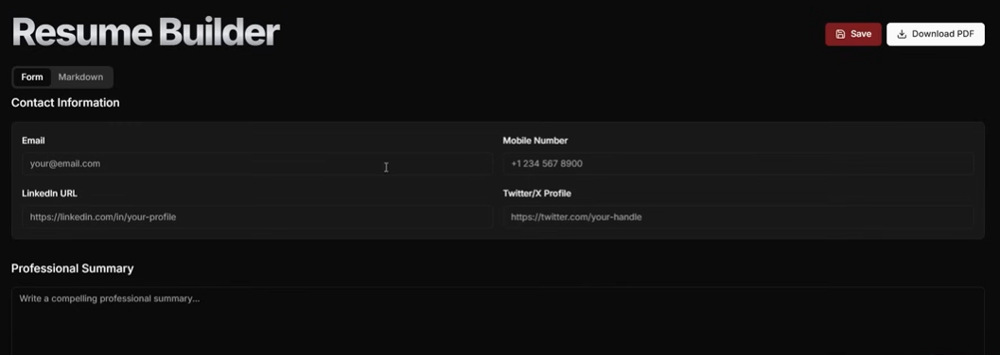 Resume Builder
Save
Download PDF
Form
Markdown
Contact Information
Email
Mobile Number
your@email.com
+1 234 567 8900
LinkedIn URL
Twitter/X Profile
https://linkedin.com/in/your-profile
https://twitter.com/your-handle
Professional Summary
Write a compelling professional summary...